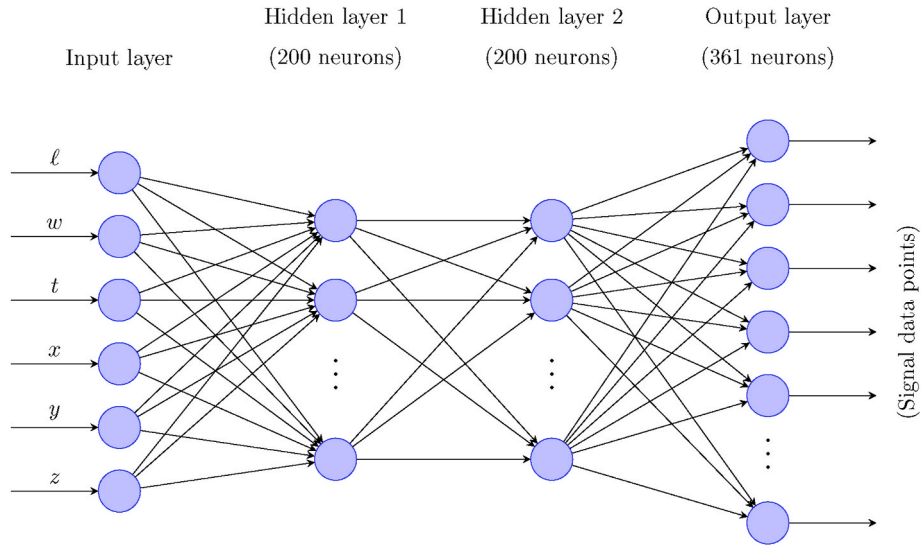 Input layer
Hidden layer 1
(200 neurons)
Hidden layer 2
(200 neurons)
Output layer
(361 neurons)
ℓ
w
t
x
y
z
(Signal data points)